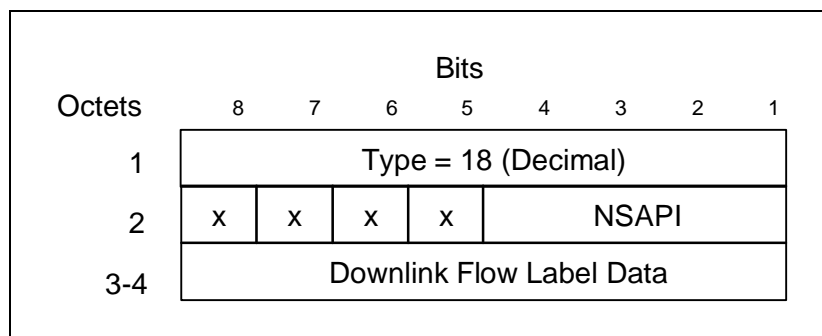 Bits
Octets 8 7 6 5 4 3 2 1
1 Type = 18 (Decimal)
2 x x x x NSAPI
3-4 Downlink Flow Label Data